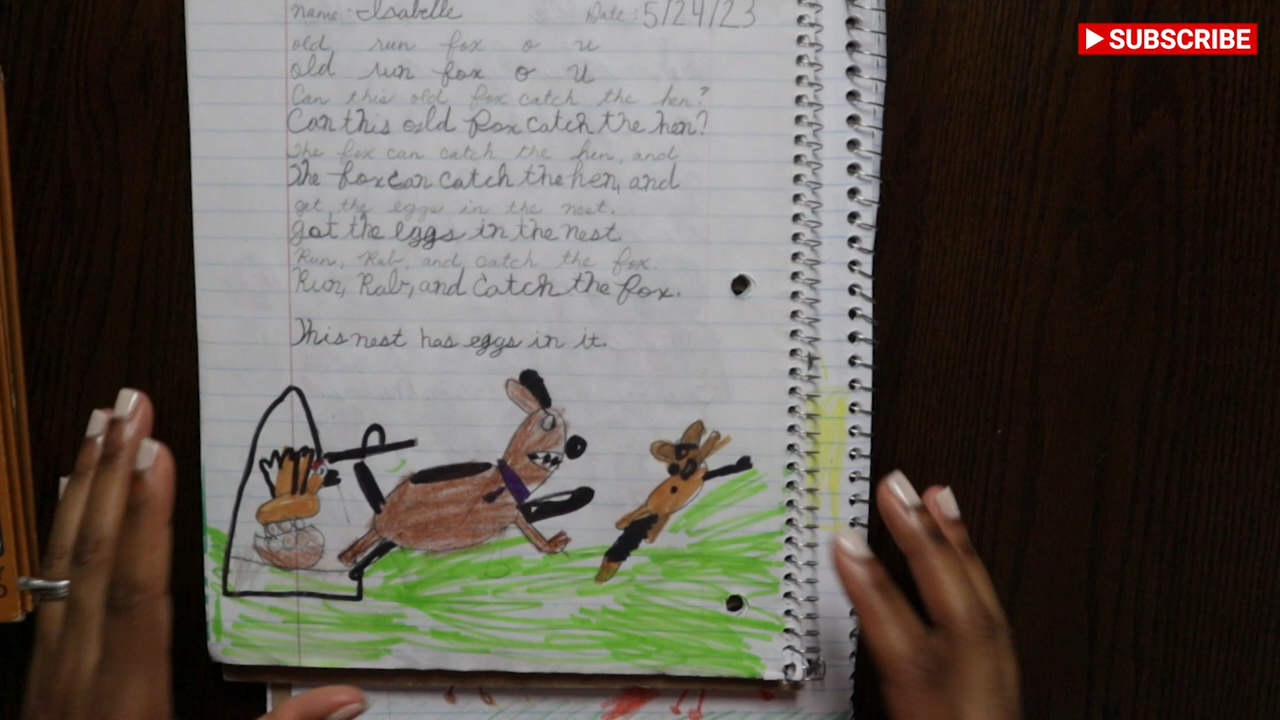 SUBSCRIBE
name: Isabelle Date: 5/24/23
old run fox o u
old run fox o u
Can this old fox catch the hen?
Can this old fox catch the hen?
The fox can catch the hen, and
The fox can catch the hen, and
get the eggs in the nest.
got the eggs in the nest.
Run, Rab, and catch the fox.
Run, Rab, and catch the fox.
This nest has eggs in it.